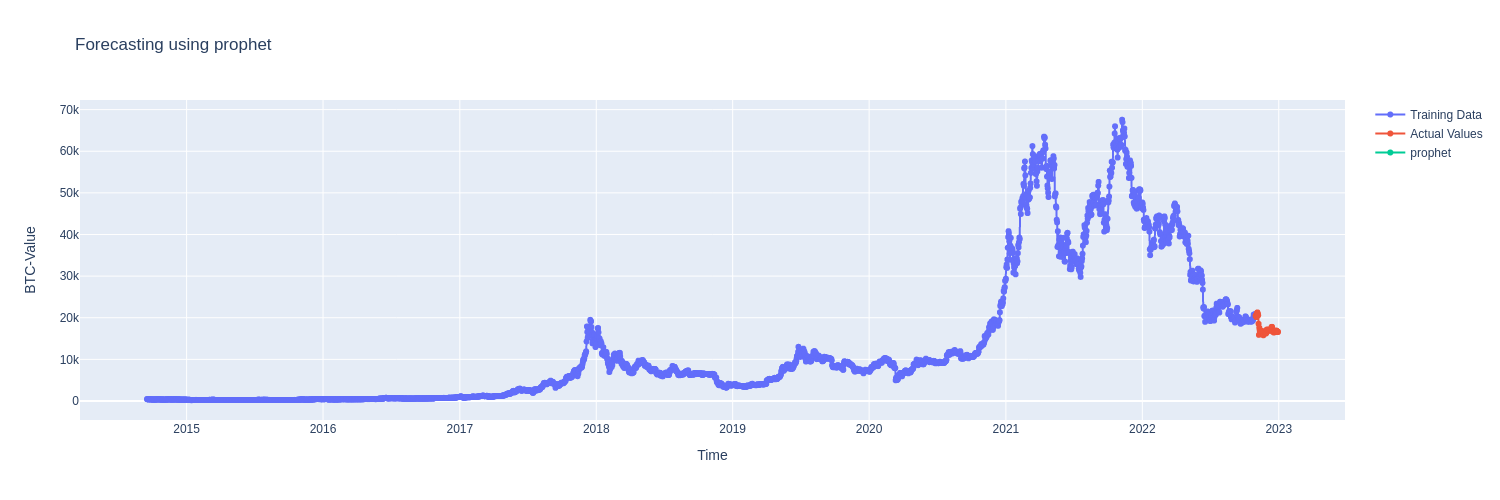 Forecasting using prophet
70k
60k
50k
40k
30k
20k
10k
0
BTC-Value
2015 2016 2017 2018 2019 2020 2021 2022 2023
Time
Training Data
Actual Values
prophet